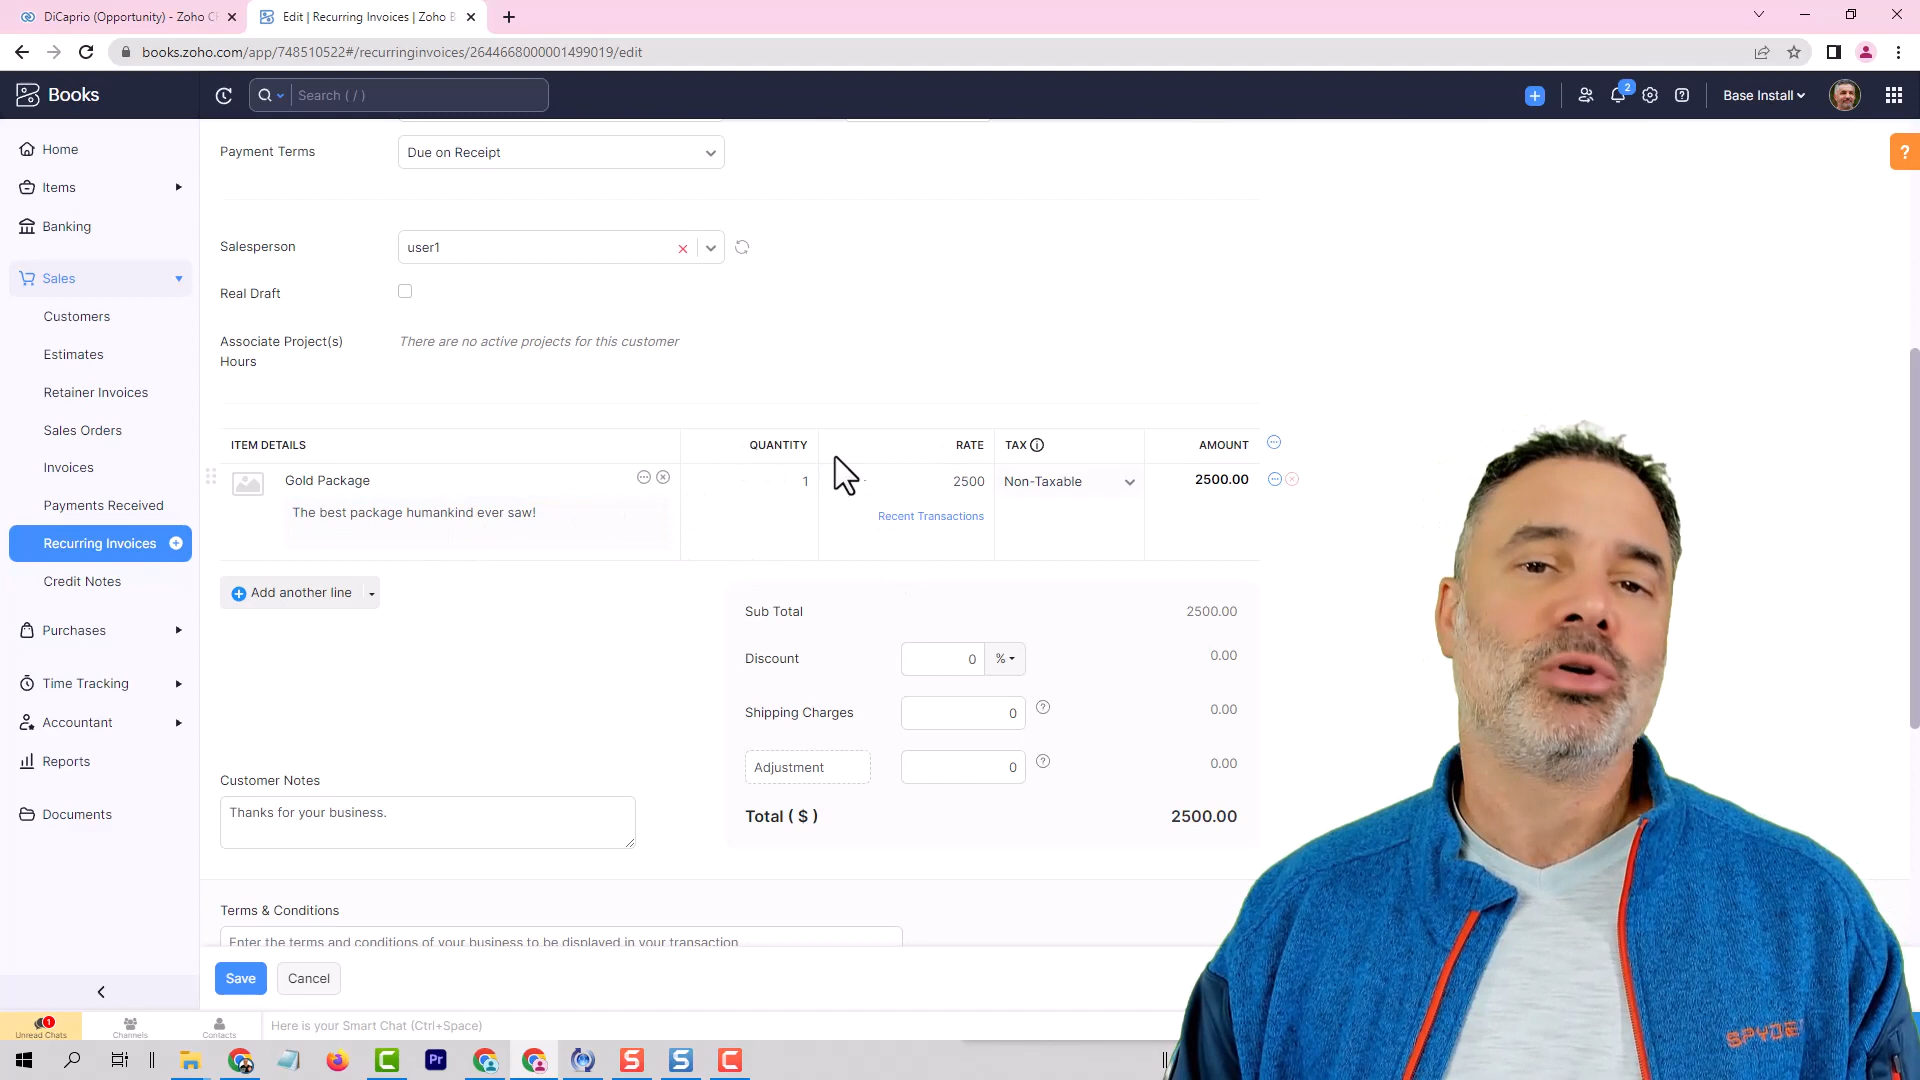 DiCaprio (Opportunity) - Zoho C
Edit | Recurring Invoices | Zoho B
books.zoho.com/app/748510522#/recurringinvoices/2644668000001499019/edit
Books
Search ( / )
2
Base Install
?
Home
Items
Banking
Sales
Customers
Estimates
Retainer Invoices
Sales Orders
Invoices
Payments Received
Recurring Invoices
Credit Notes
Purchases
Time Tracking
Accountant
Reports
Documents
Payment Terms
Due on Receipt
Salesperson
user1
Real Draft
Associate Project(s)
Hours
There are no active projects for this customer
ITEM DETAILS QUANTITY RATE TAX AMOUNT
Gold Package 1 2500 Non-Taxable 2500.00
The best package humankind ever saw!
Recent Transactions
Add another line
Sub Total 2500.00
Discount 0 % 0.00
Shipping Charges 0 ? 0.00
Adjustment 0 ? 0.00
Total ( $ ) 2500.00
Customer Notes
Thanks for your business.
Terms & Conditions
Enter the terms and conditions of your business to be displayed in your transaction
Save
Cancel
1
Unread Chats
Channels
Contacts
Here is your Smart Chat (Ctrl+Space)
Pr
SPYDE